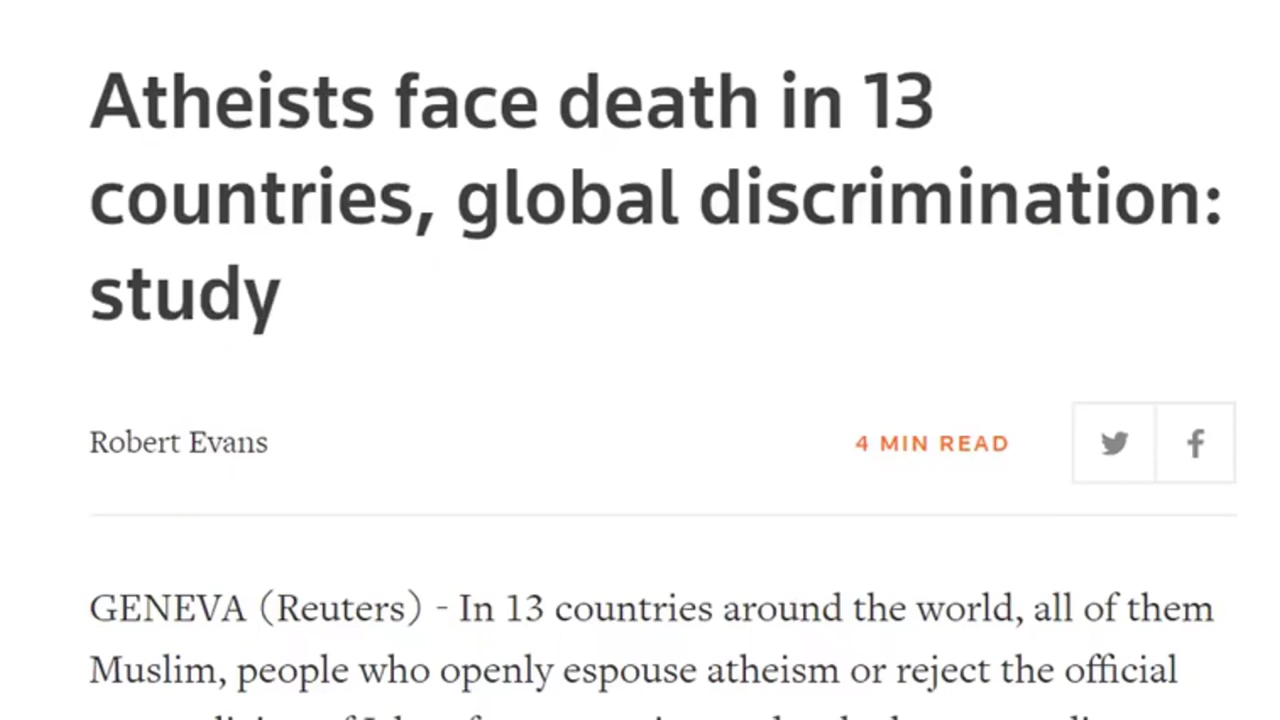 Atheists face death in 13
countries, global discrimination:
study
Robert Evans
4 MIN READ
GENEVA (Reuters) - In 13 countries around the world, all of them
Muslim, people who openly espouse atheism or reject the official